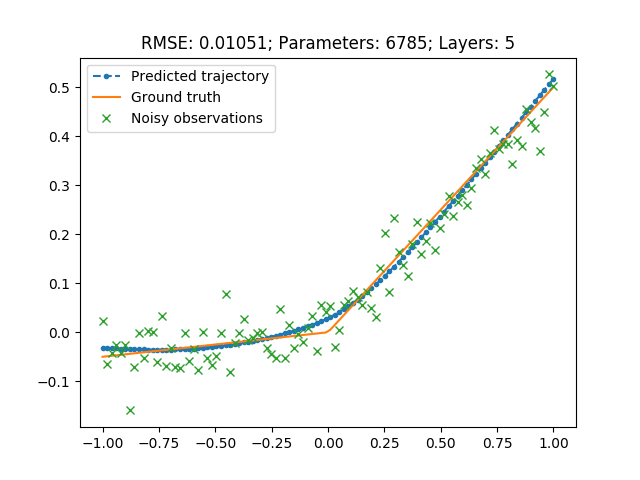 RMSE: 0.01051; Parameters: 6785; Layers: 5
Predicted trajectory
Ground truth
Noisy observations
0.5
0.4
0.3
0.2
0.1
0.0
−0.1
−1.00 −0.75 −0.50 −0.25 0.00 0.25 0.50 0.75 1.00